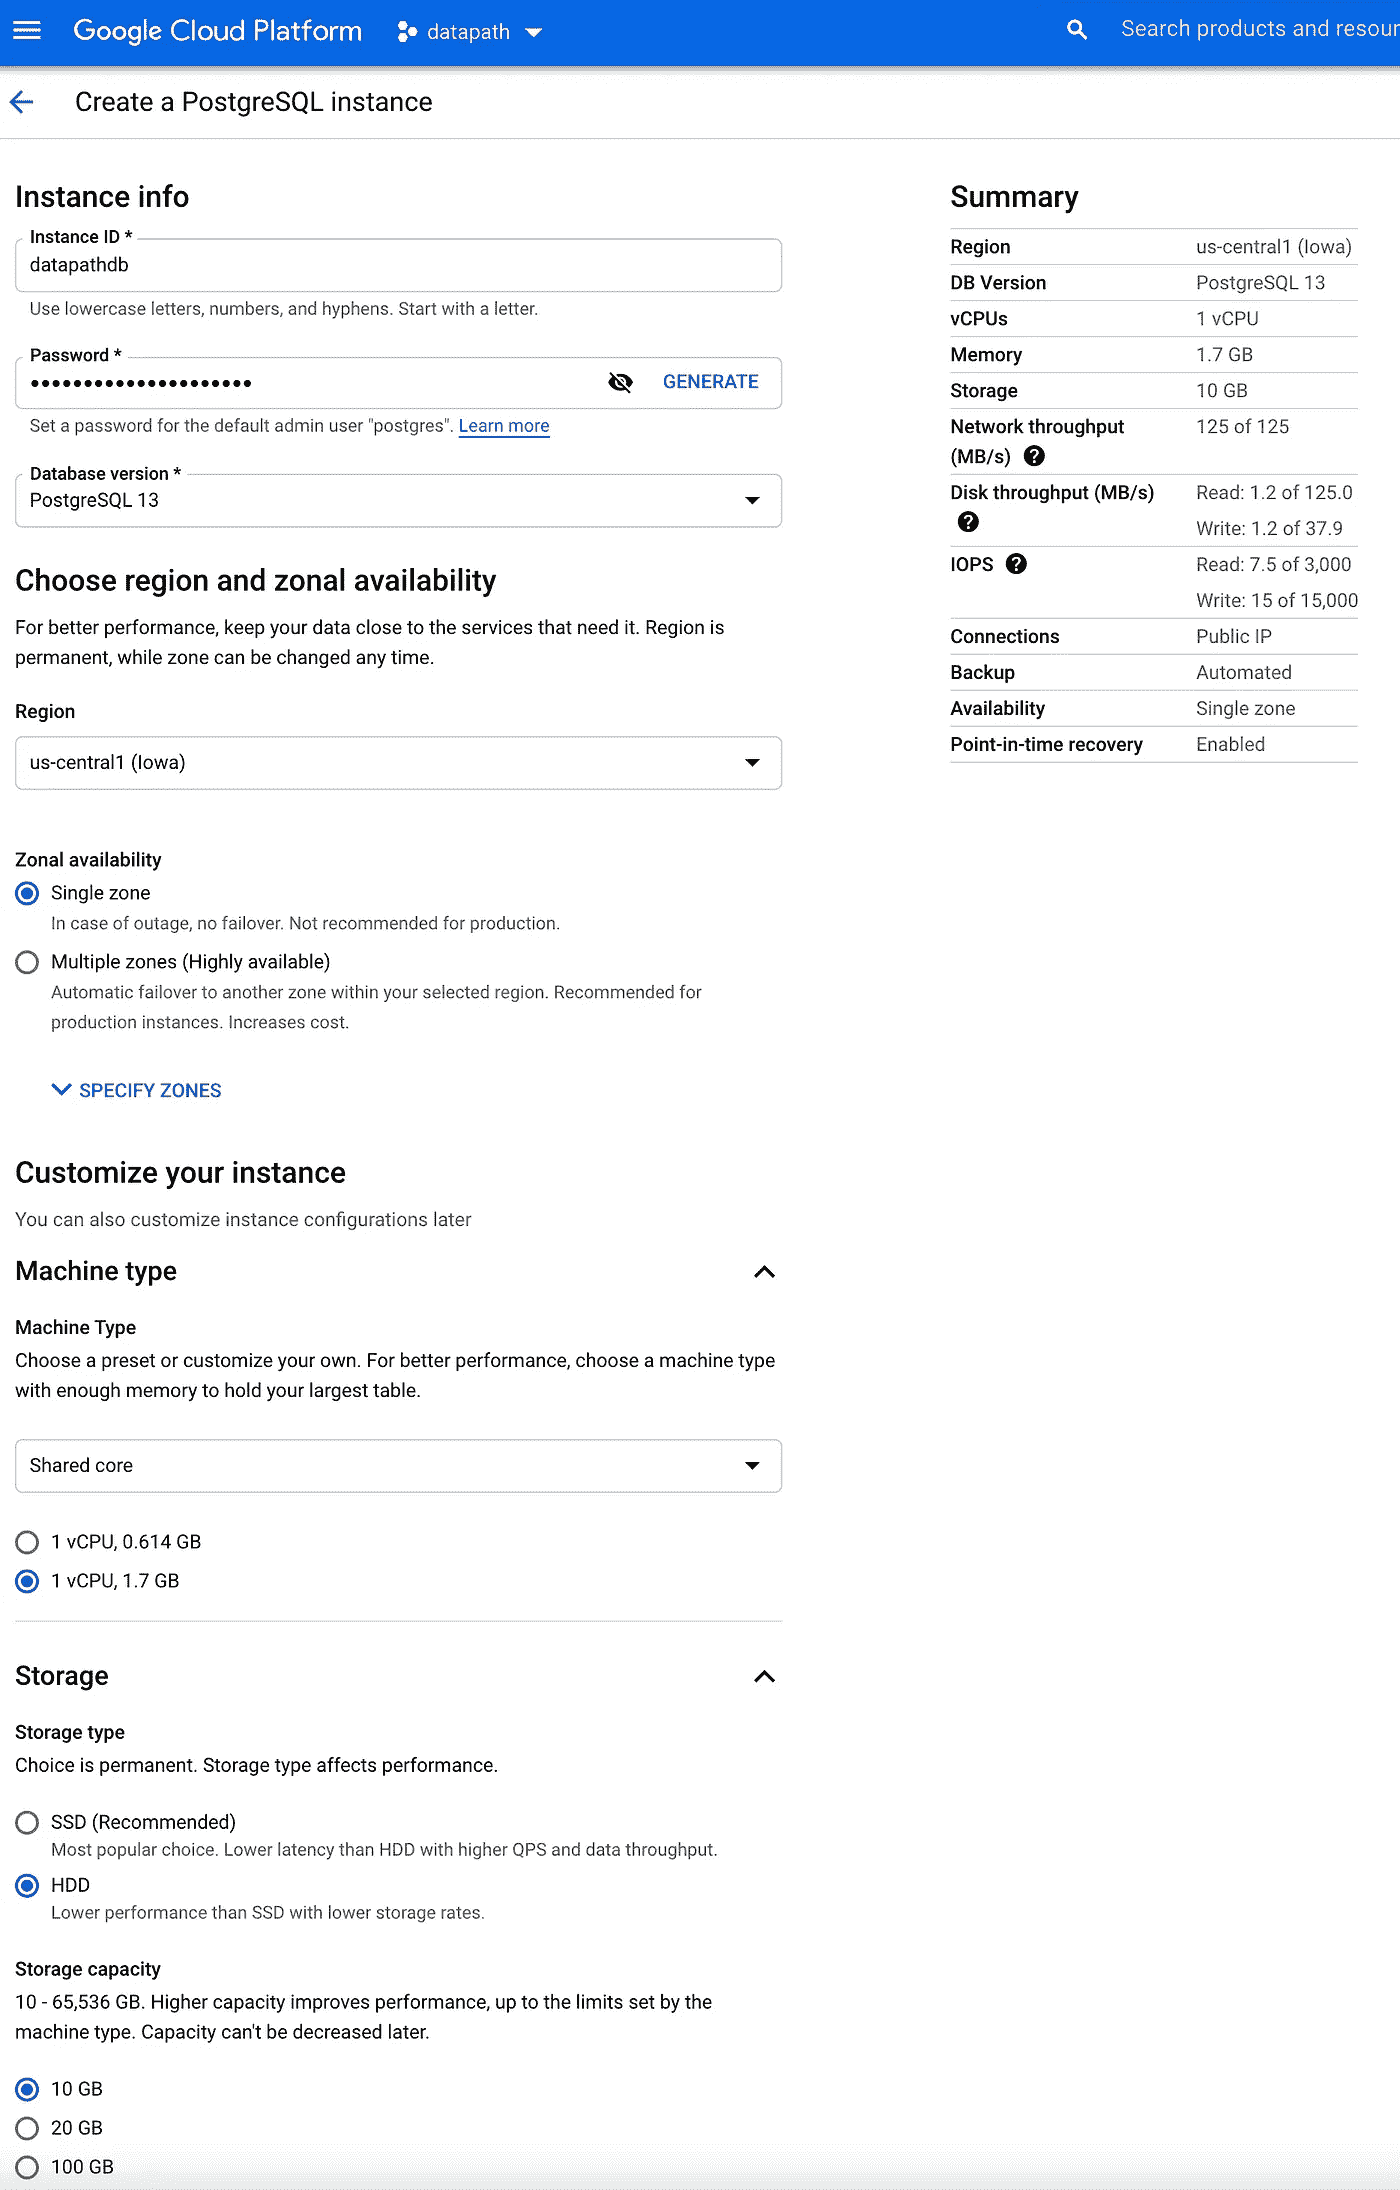 Google Cloud Platform
datapath
Search products and resour
Create a PostgreSQL instance
Instance info
Instance ID *
datapathdb
Use lowercase letters, numbers, and hyphens. Start with a letter.
Password *
•••••••••••••••••••••
GENERATE
Set a password for the default admin user "postgres". Learn more
Database version *
PostgreSQL 13
Choose region and zonal availability
For better performance, keep your data close to the services that need it. Region is
permanent, while zone can be changed any time.
Region
us-central1 (Iowa)
Zonal availability
Single zone
In case of outage, no failover. Not recommended for production.
Multiple zones (Highly available)
Automatic failover to another zone within your selected region. Recommended for
production instances. Increases cost.
SPECIFY ZONES
Customize your instance
You can also customize instance configurations later
Machine type
Machine Type
Choose a preset or customize your own. For better performance, choose a machine type
with enough memory to hold your largest table.
Shared core
1 vCPU, 0.614 GB
1 vCPU, 1.7 GB
Storage
Storage type
Choice is permanent. Storage type affects performance.
SSD (Recommended)
Most popular choice. Lower latency than HDD with higher QPS and data throughput.
HDD
Lower performance than SSD with lower storage rates.
Storage capacity
10 - 65,536 GB. Higher capacity improves performance, up to the limits set by the
machine type. Capacity can't be decreased later.
10 GB
20 GB
100 GB
Summary
Region us-central1 (Iowa)
DB Version PostgreSQL 13
vCPUs 1 vCPU
Memory 1.7 GB
Storage 10 GB
Network throughput 125 of 125
(MB/s) ?
Disk throughput (MB/s) Read: 1.2 of 125.0
? Write: 1.2 of 37.9
IOPS ? Read: 7.5 of 3,000
Write: 15 of 15,000
Connections Public IP
Backup Automated
Availability Single zone
Point-in-time recovery Enabled